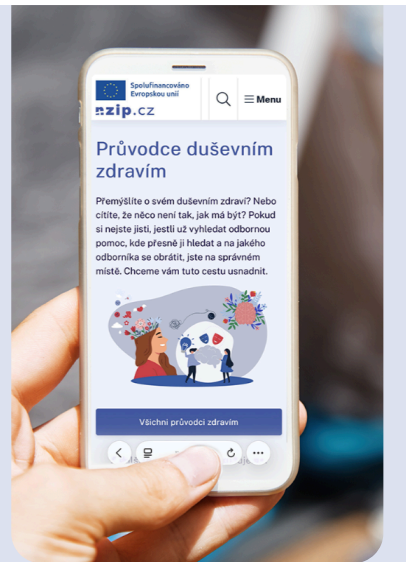 Spolufinancováno
Evropskou unií
nzip.cz
Menu
Průvodce duševním
zdravím
Přemýšlíte o svém duševním zdraví? Nebo
cítíte, že něco není tak, jak má být? Pokud
si nejste jisti, jestli už vyhledat odbornou
pomoc, kde přesně ji hledat a na jakého
odborníka se obrátit, jste na správném
místě. Chceme vám tuto cestu usnadnit.
Všichni průvodci zdravím